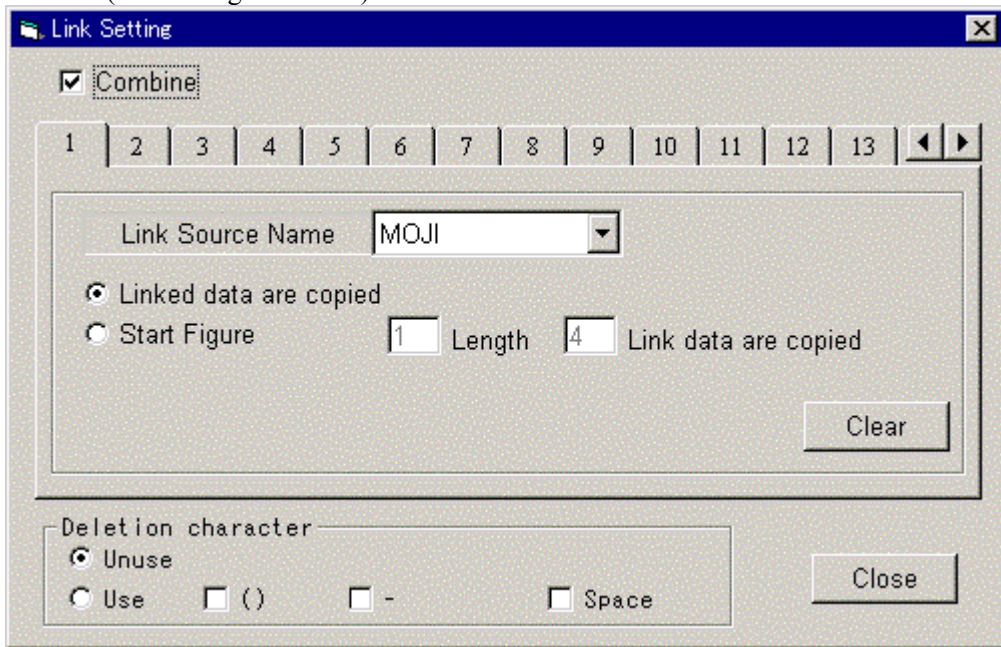 Link Setting
Combine
1 2 3 4 5 6 7 8 9 10 11 12 13
Link Source Name MOJI
Linked data are copied
Start Figure 1 Length 4 Link data are copied
Clear
Deletion character
Unuse
Use () - Space
Close